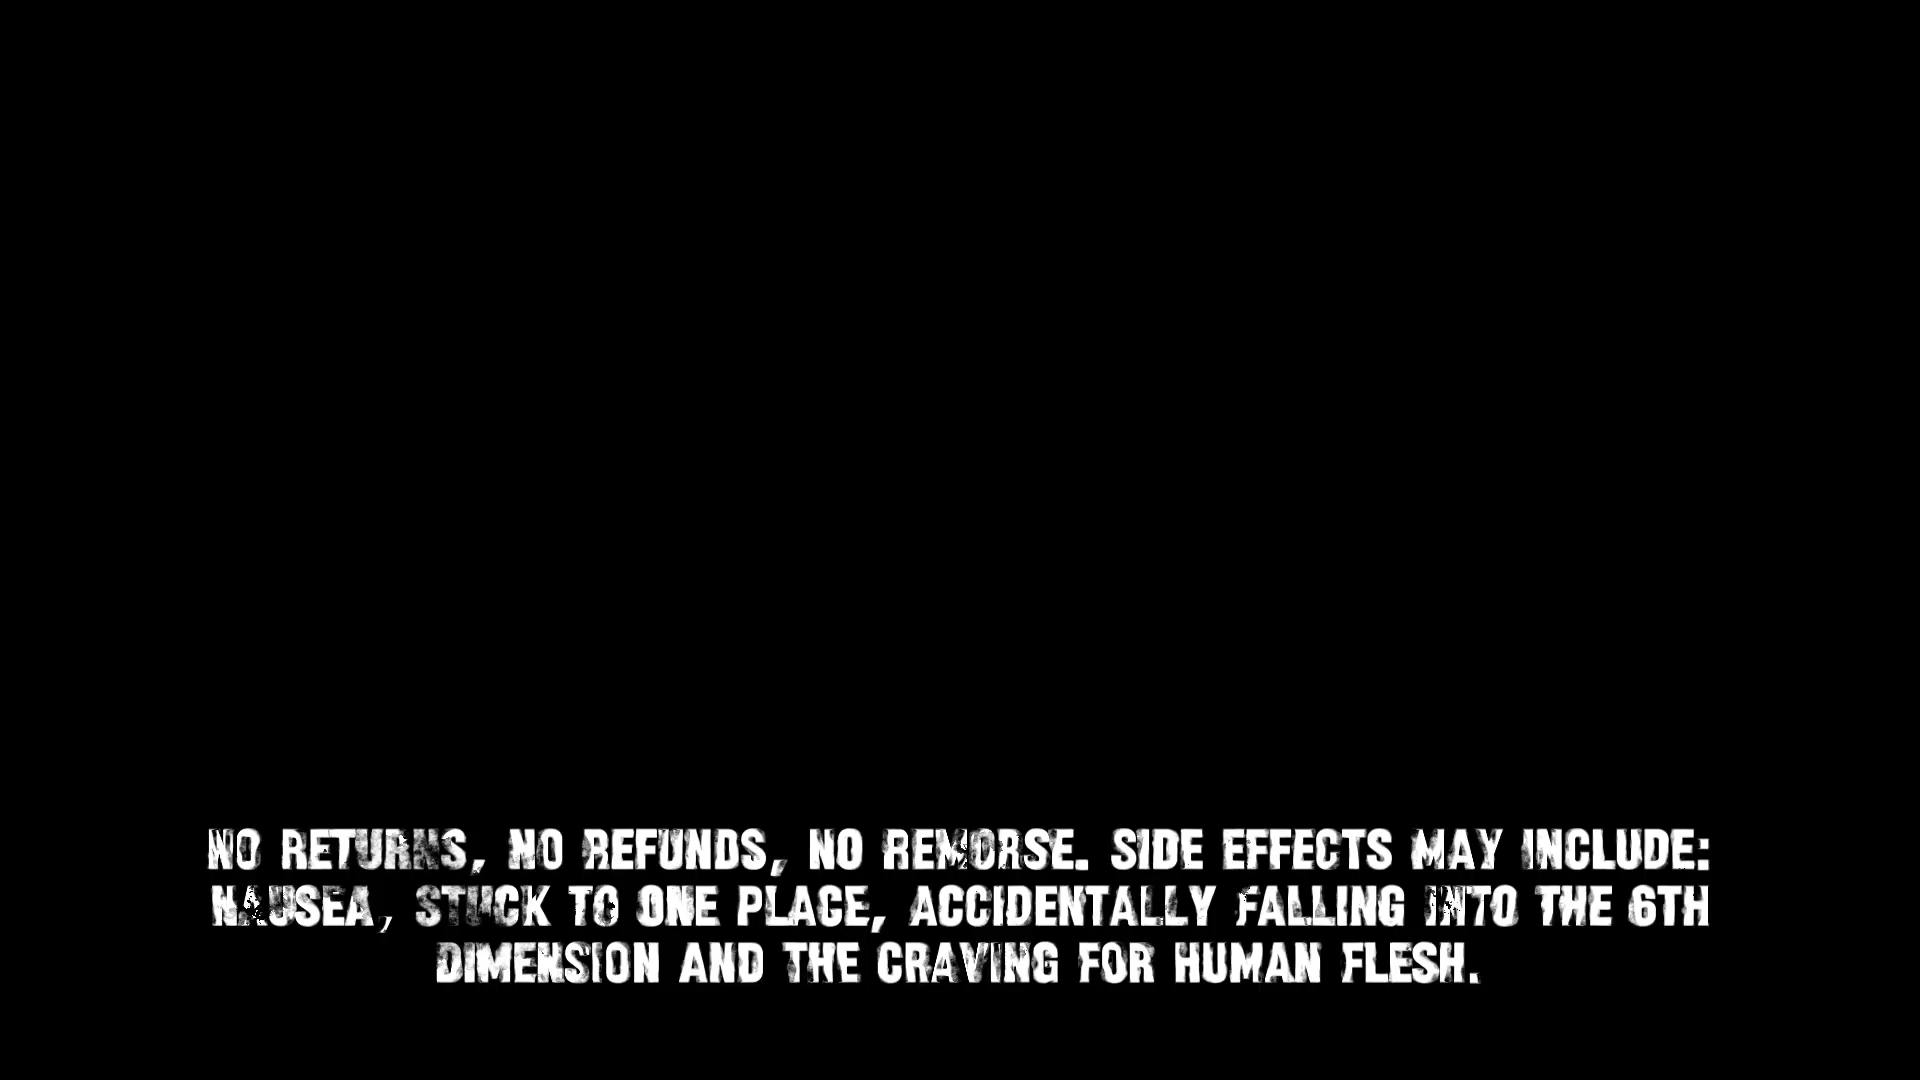 NO RETURNS, NO REFUNDS, NO REMORSE. SIDE EFFECTS MAY INCLUDE:
NAUSEA, STUCK TO ONE PLACE, ACCIDENTALLY FALLING INTO THE 6TH
DIMENSION AND THE CRAVING FOR HUMAN FLESH.